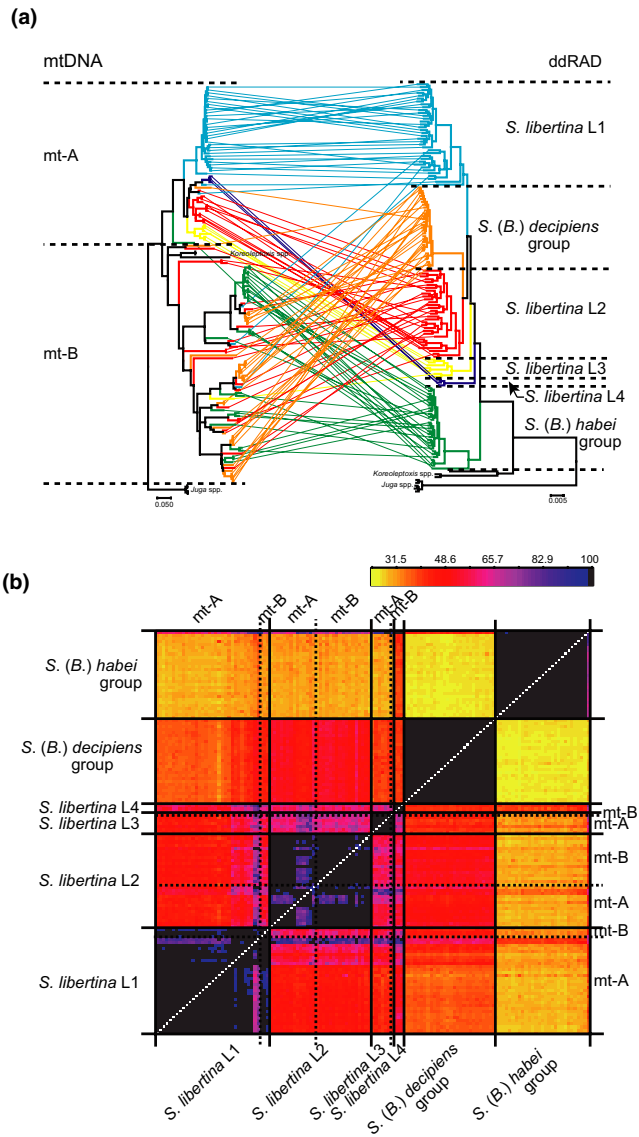 (a)
mtDNA
ddRAD
mt-A
S. libertina L1
S. (B.) decipiens
group
Koreoleptoxis spp.
S. libertina L2
mt-B
S. libertina L3
S. libertina L4
S. (B.) habei
group
Koreoleptoxis spp.
Juga spp.
Juga spp.
0.050
0.005
(b)
31.5 48.6 65.7 82.9 100
mt-A mt-B mt-A mt-B mt-A mt-B
S. (B.) habei
group
S. (B.) decipiens
group
S. libertina L4
mt-B
S. libertina L3
mt-A
mt-B
S. libertina L2
mt-A
mt-B
S. libertina L1
mt-A
S. libertina L1
S. libertina L2
S. libertina L3
S. libertina L4
S. (B.) decipiens
group
S. (B.) habei
group